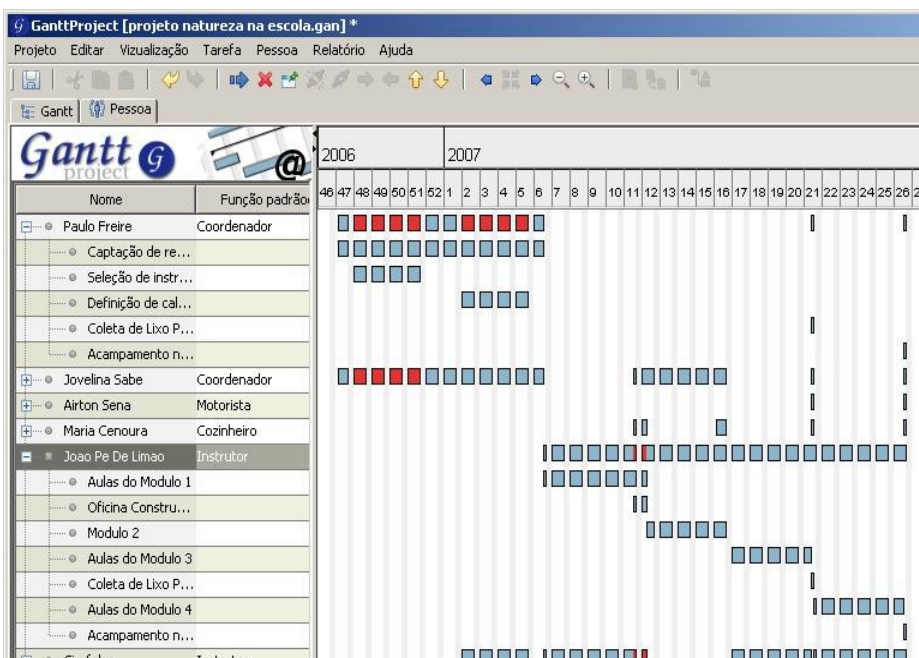 GanttProject [projeto natureza na escola.gan] *
Projeto Editar Vizualização Tarefa Pessoa Relatório Ajuda
Gantt Pessoa
Gantt
project
@
2006 2007
46 47 48 49 50 51 52 1 2 3 4 5 6 7 8 9 10 11 12 13 14 15 16 17 18 19 20 21 22 23 24 25 26
Nome Função padrão
Paulo Freire Coordenador
Captação de re...
Seleção de instr...
Definição de cal...
Coleta de Lixo P...
Acampamento n...
Jovelina Sabe Coordenador
Airton Sena Motorista
Maria Cenoura Cozinheiro
Joao Pe De Limao Instrutor
Aulas do Modulo 1
Oficina Constru...
Modulo 2
Aulas do Modulo 3
Coleta de Lixo P...
Aulas do Modulo 4
Acampamento n...